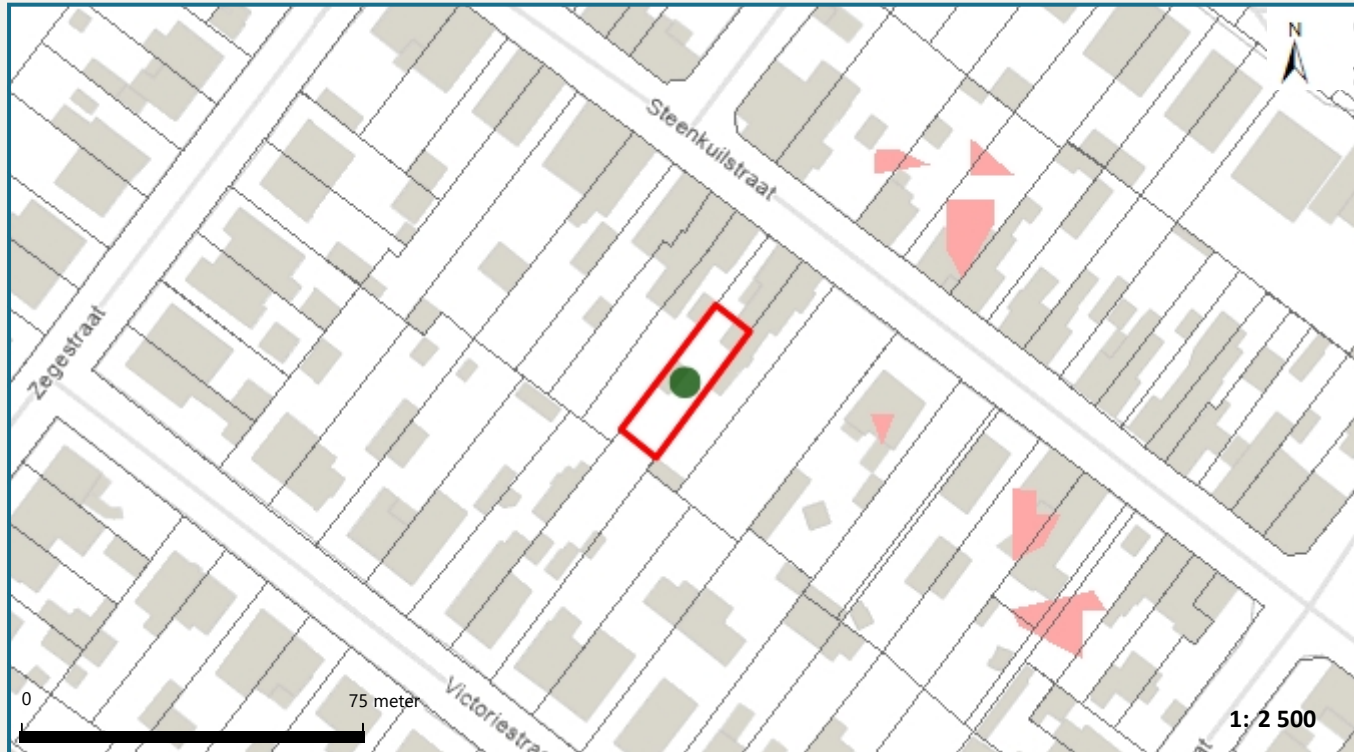 N
Steenkuilstraat
Zegestraat
Victoriestraat
0
75 meter
1: 2 500